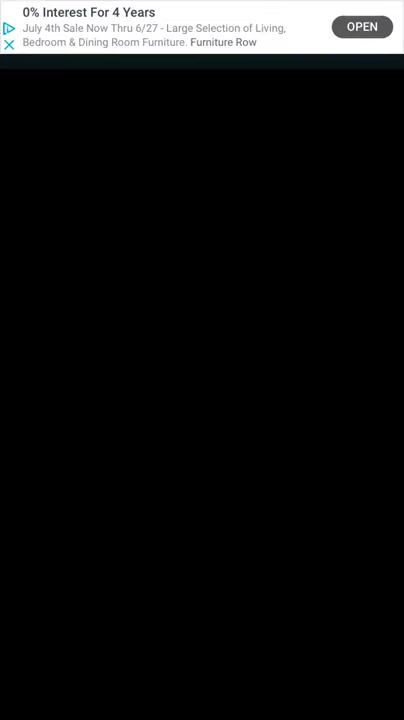 0% Interest For 4 Years
July 4th Sale Now Thru 6/27 - Large Selection of Living,
Bedroom & Dining Room Furniture. Furniture Row
OPEN